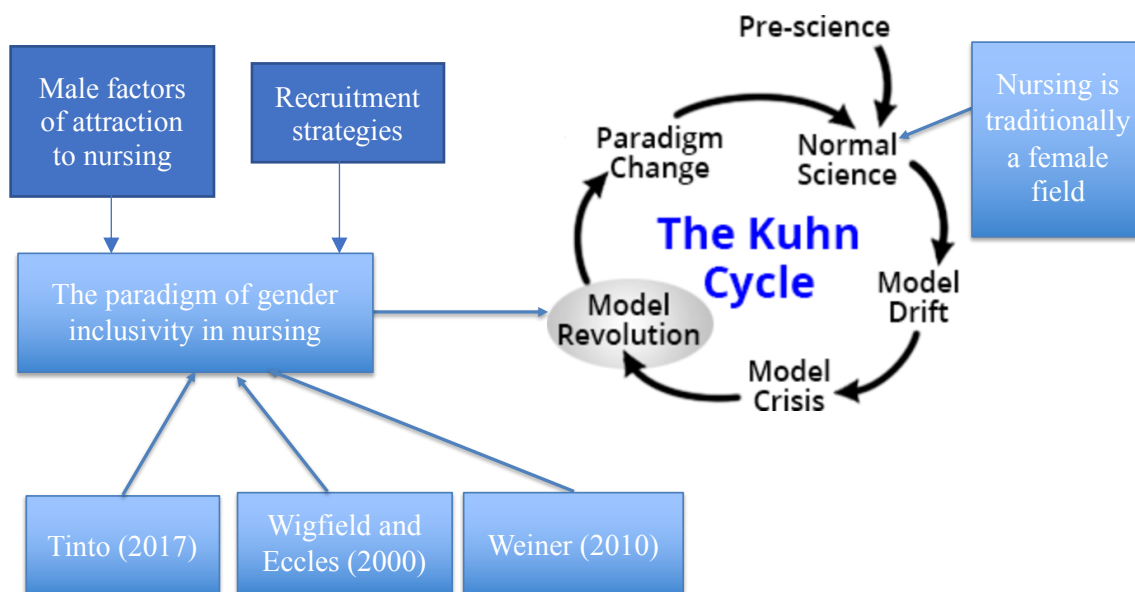 Male factors
of attraction
to nursing
Recruitment
strategies
The paradigm of gender
inclusivity in nursing
Tinto (2017)
Wigfield and
Eccles (2000)
Weiner (2010)
Pre-science
Normal
Science
Nursing is
traditionally
a female
field
Paradigm
Change
The Kuhn
Cycle
Model
Drift
Model
Revolution
Model
Crisis